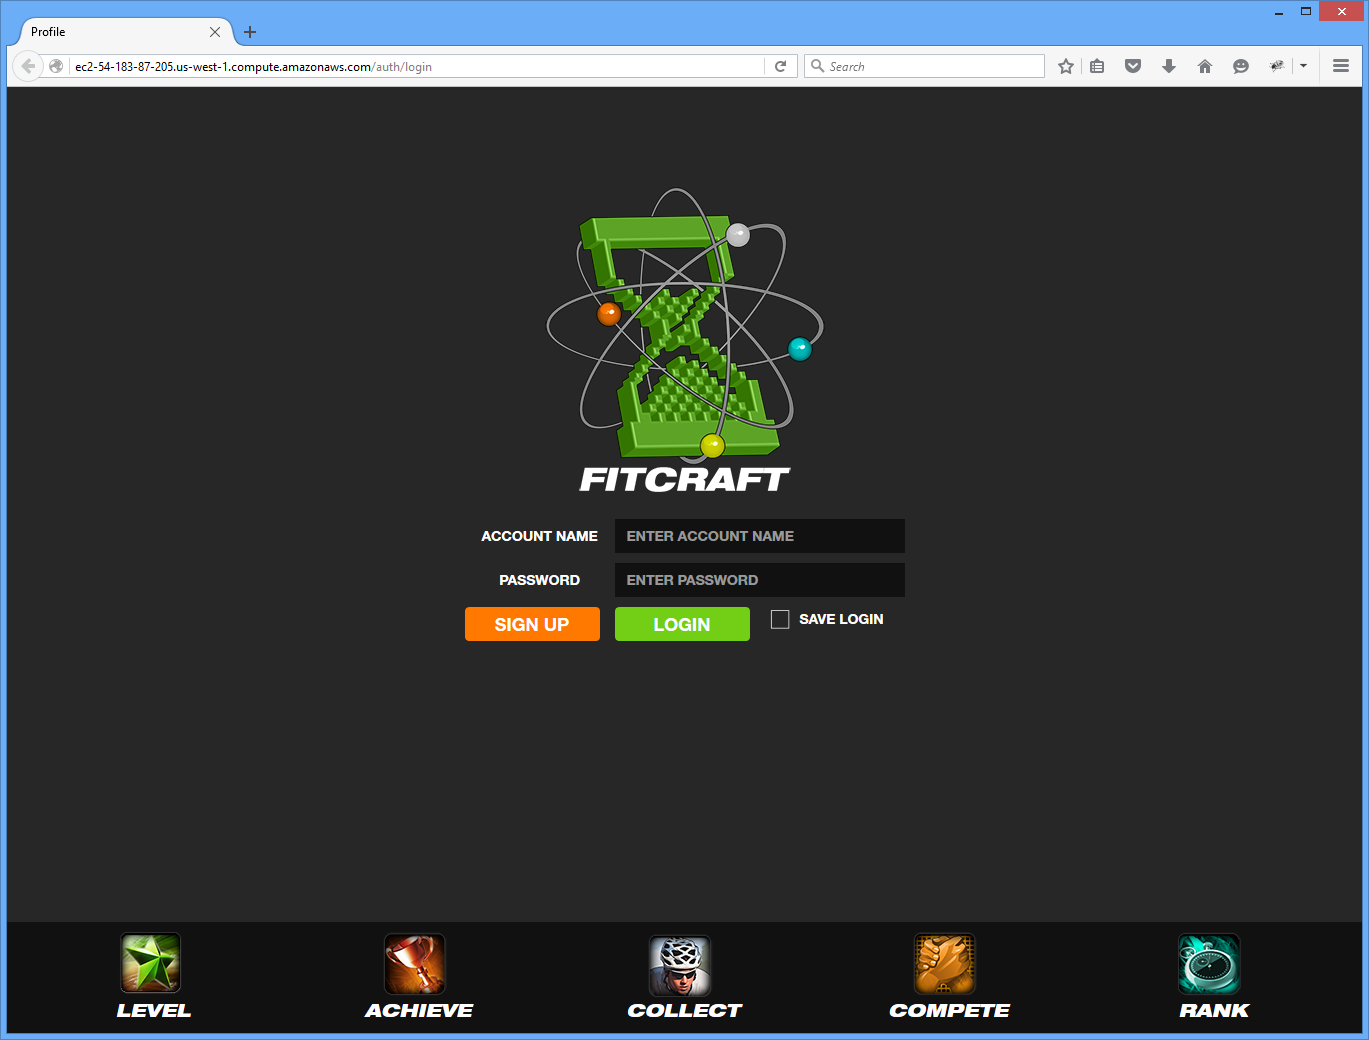 Profile
ec2-54-183-87-205.us-west-1.compute.amazonaws.com/auth/login
Search
FITCRAFT
ACCOUNT NAME ENTER ACCOUNT NAME
PASSWORD ENTER PASSWORD
SIGN UP LOGIN SAVE LOGIN
LEVEL ACHIEVE COLLECT COMPETE RANK